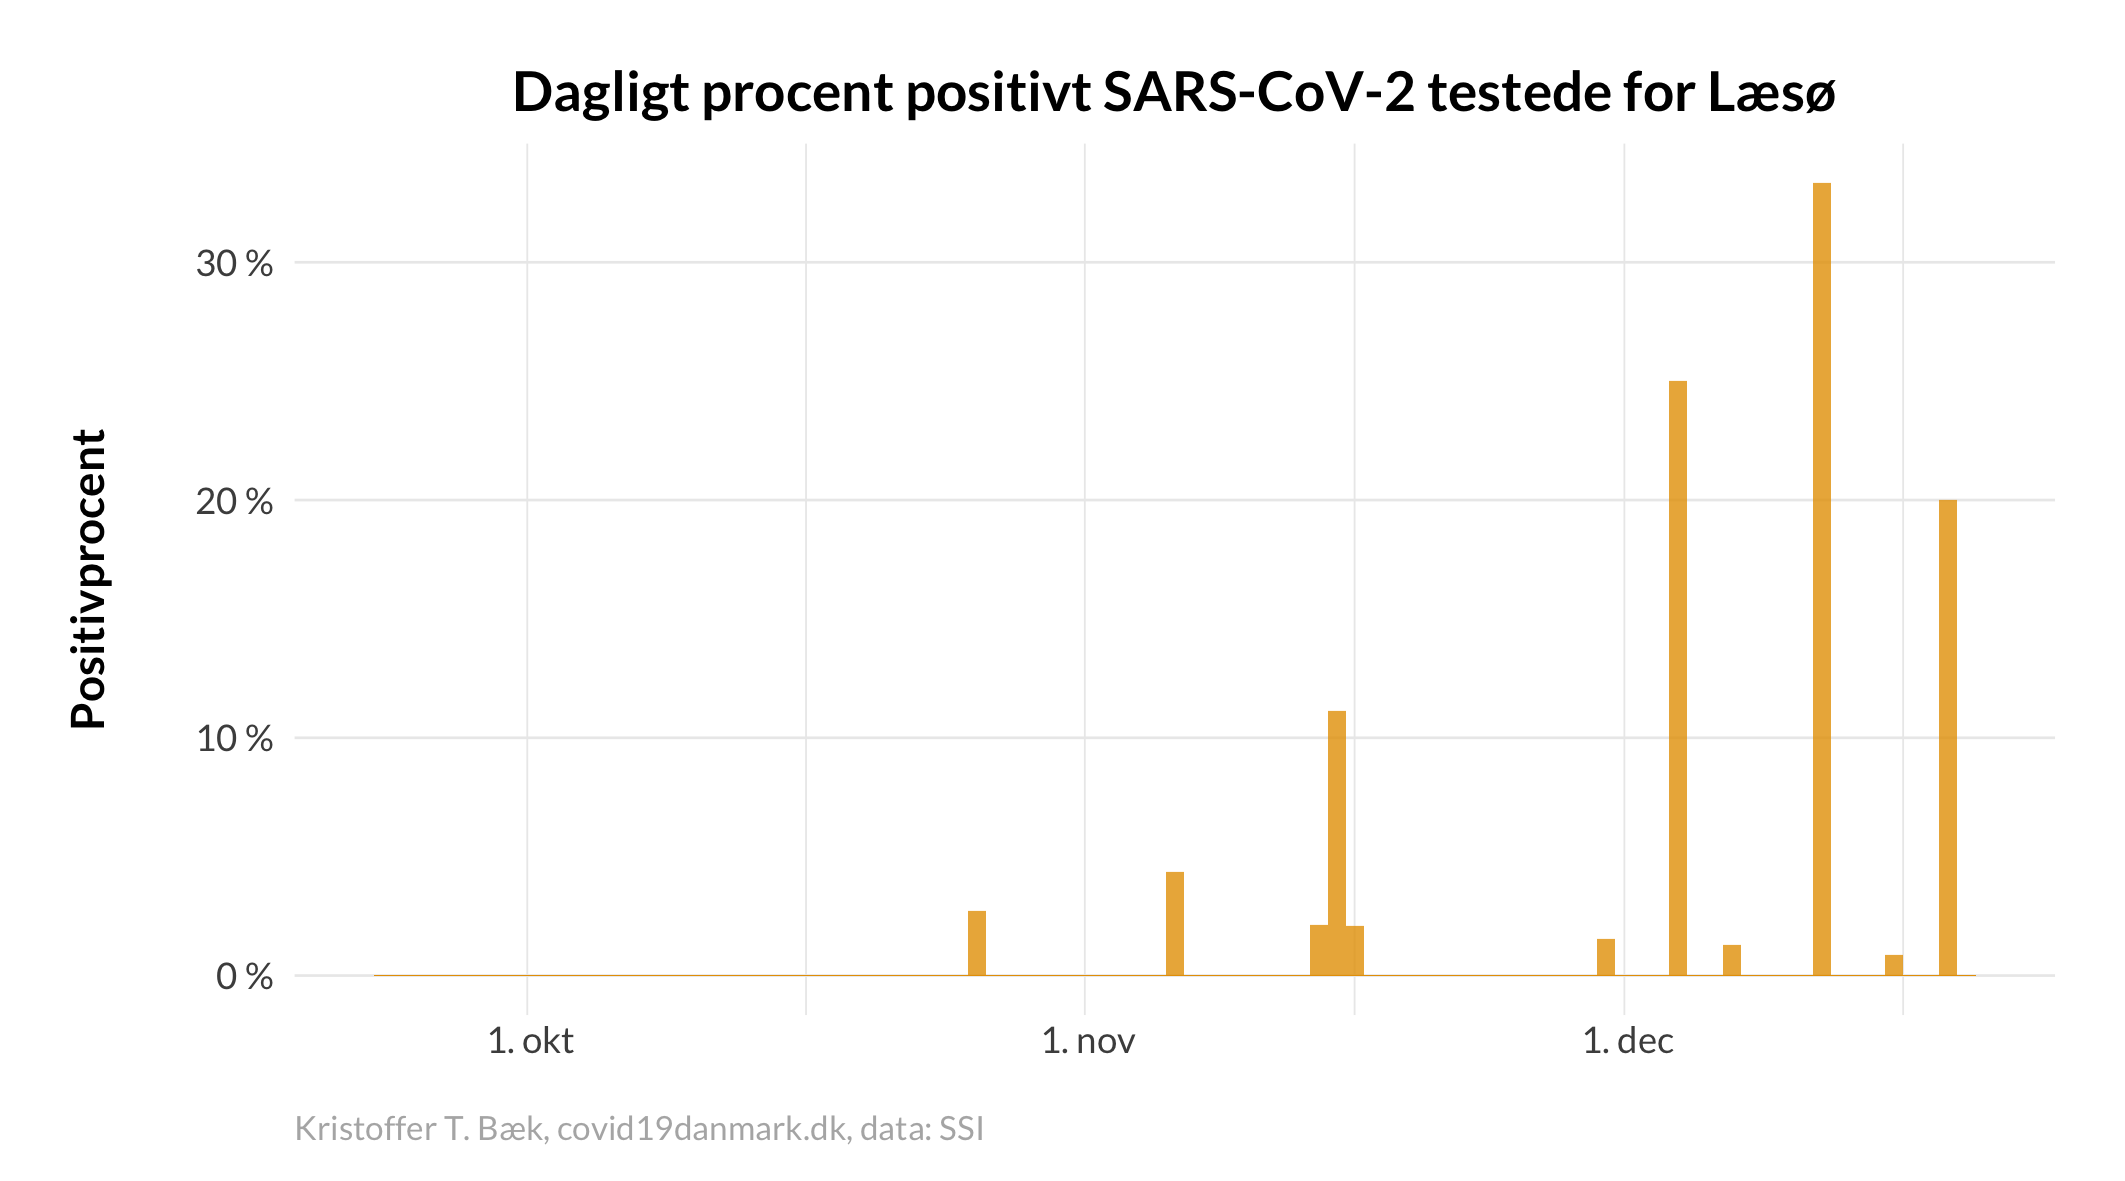 Dagligt procent positivt SARS-CoV-2 testede for Læsø
Positivprocent
30 %
20 %
10 %
0 %
1. okt
1. nov
1. dec
Kristoffer T. Bæk, covid19danmark.dk, data: SSI